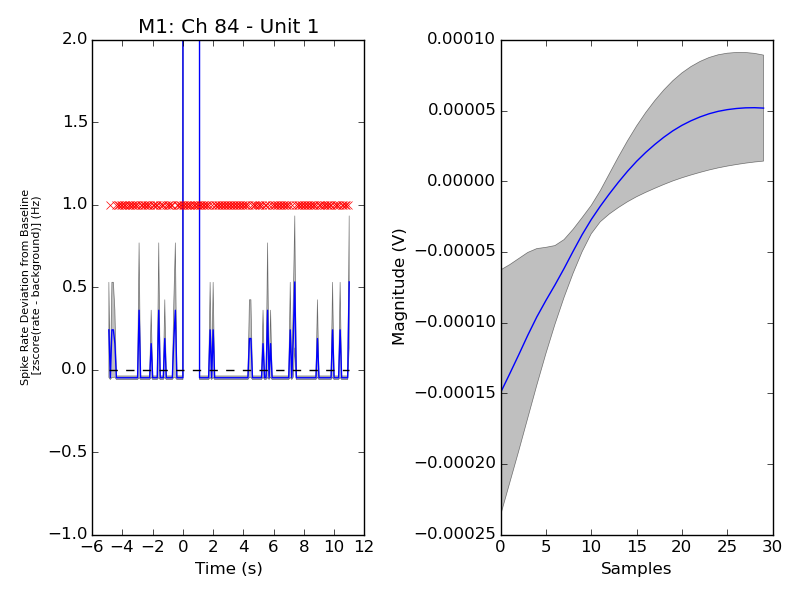 M1: Ch 84 - Unit 1
2.0
1.5
1.0
0.5
0.0
−0.5
−1.0
−6 −4 −2 0 2 4 6 8 10 12
Time (s)
Spike Rate Deviation from Baseline
[zscore(rate - background)] (Hz)
0.00010
0.00005
0.00000
−0.00005
−0.00010
−0.00015
−0.00020
−0.00025
0 5 10 15 20 25 30
Samples
Magnitude (V)